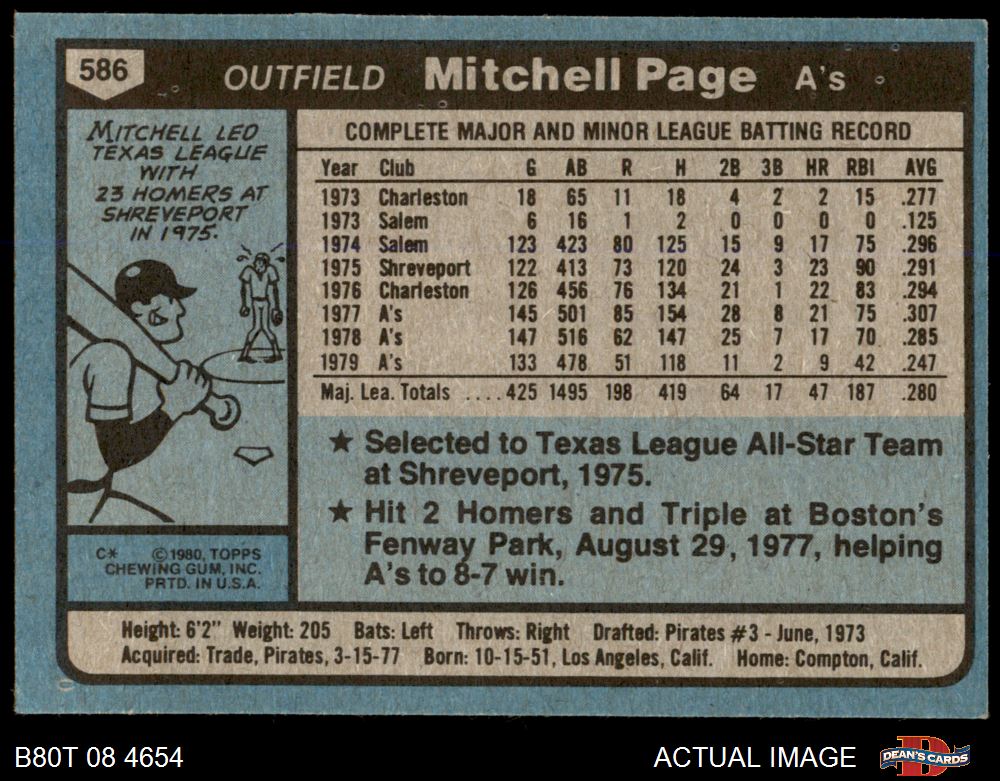 586
OUTFIELD Mitchell Page A's
MITCHELL LED
TEXAS LEAGUE
WITH
23 HOMERS AT
SHREVEPORT
IN 1975.
C* ©1980, TOPPS
CHEWING GUM, INC.
PRTD. IN U.S.A.
COMPLETE MAJOR AND MINOR LEAGUE BATTING RECORD
Year Club G AB R H 2B 3B HR RBI AVG
1973 Charleston 18 65 11 18 4 2 2 15 .277
1973 Salem 6 16 1 2 0 0 0 0 .125
1974 Salem 123 423 80 125 15 9 17 75 .296
1975 Shreveport 122 413 73 120 24 3 23 90 .291
1976 Charleston 126 456 76 134 21 1 22 83 .294
1977 A's 145 501 85 154 28 8 21 75 .307
1978 A's 147 516 62 147 25 7 17 70 .285
1979 A's 133 478 51 118 11 2 9 42 .247
Maj. Lea. Totals .... 425 1495 198 419 64 17 47 187 .280
★ Selected to Texas League All-Star Team
at Shreveport, 1975.
★ Hit 2 Homers and Triple at Boston's
Fenway Park, August 29, 1977, helping
A's to 8-7 win.
Height: 6'2" Weight: 205 Bats: Left Throws: Right Drafted: Pirates #3 - June, 1973
Acquired: Trade, Pirates, 3-15-77 Born: 10-15-51, Los Angeles, Calif. Home: Compton, Calif.
B80T 08 4654 ACTUAL IMAGE DEAN'S CARDS